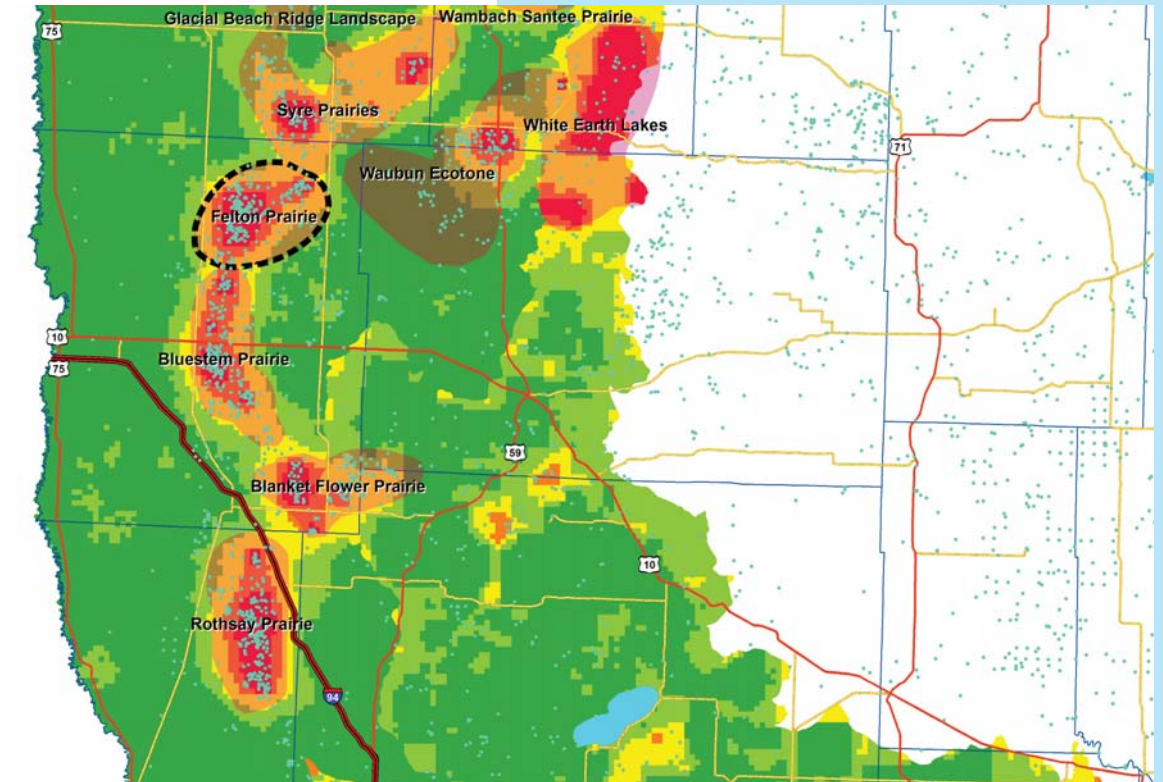 Glacial Beach Ridge Landscape
Wambach Santee Prairie
75
Syre Prairies
White Earth Lakes
71
Waubun Ecotone
Felton Prairie
10
Bluestem Prairie
75
59
Blanket Flower Prairie
10
Rothsay Prairie
94